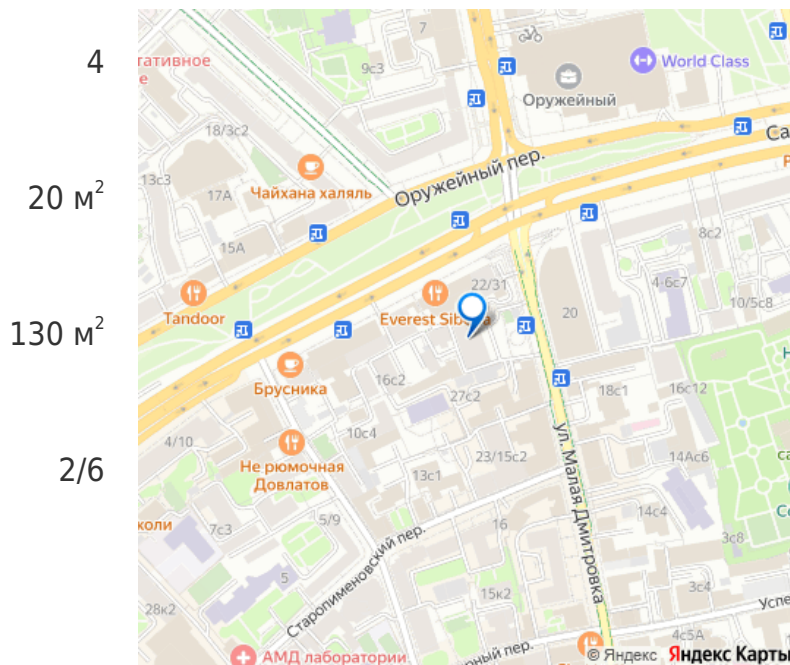 4
20 м²
130 м²
2/6
7
9с3
World Class
Оружейный
18/3с2
Оружейный пер.
Са
13с3
Чайхана халяль
17А
15А
8с2
22/31
4-6с7
Tandoor
Everest Sib
а
20
10/5с8
Брусника
16с2
27с2
18с1
16с12
4/10
10с4
Не рюмочная
Довлатов
23/15с2
13с1
14Ас6
ул. Малая Дмитровка
5/9
7с3
Старопименовский пер.
16
14с4
3с8
5
15к2
3с4
28к2
Успе
4с5А
АМД лаборатории
© Яндекс Яндекс Карты